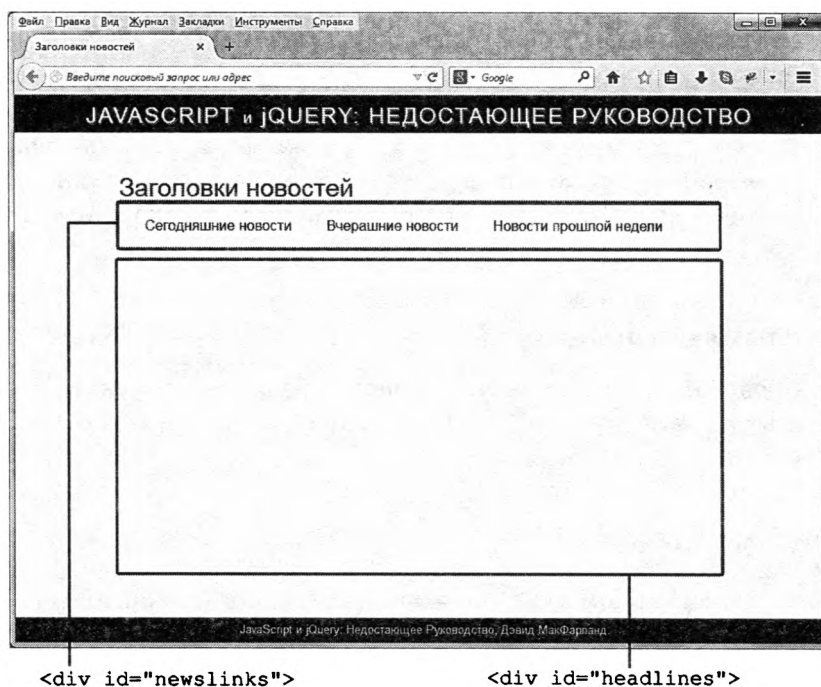 Файл Правка Вид Журнал Закладки Инструменты Справка
Заголовки новостей × +
Введите поисковый запрос или адрес
Google
JAVASCRIPT и jQUERY: НЕДОСТАЮЩЕЕ РУКОВОДСТВО
Заголовки новостей
Сегодняшние новости Вчерашние новости Новости прошлой недели
JavaScript и jQuery: Недостающее Руководство, Дэвид МакФарланд.
<div id="newslinks"> <div id="headlines">